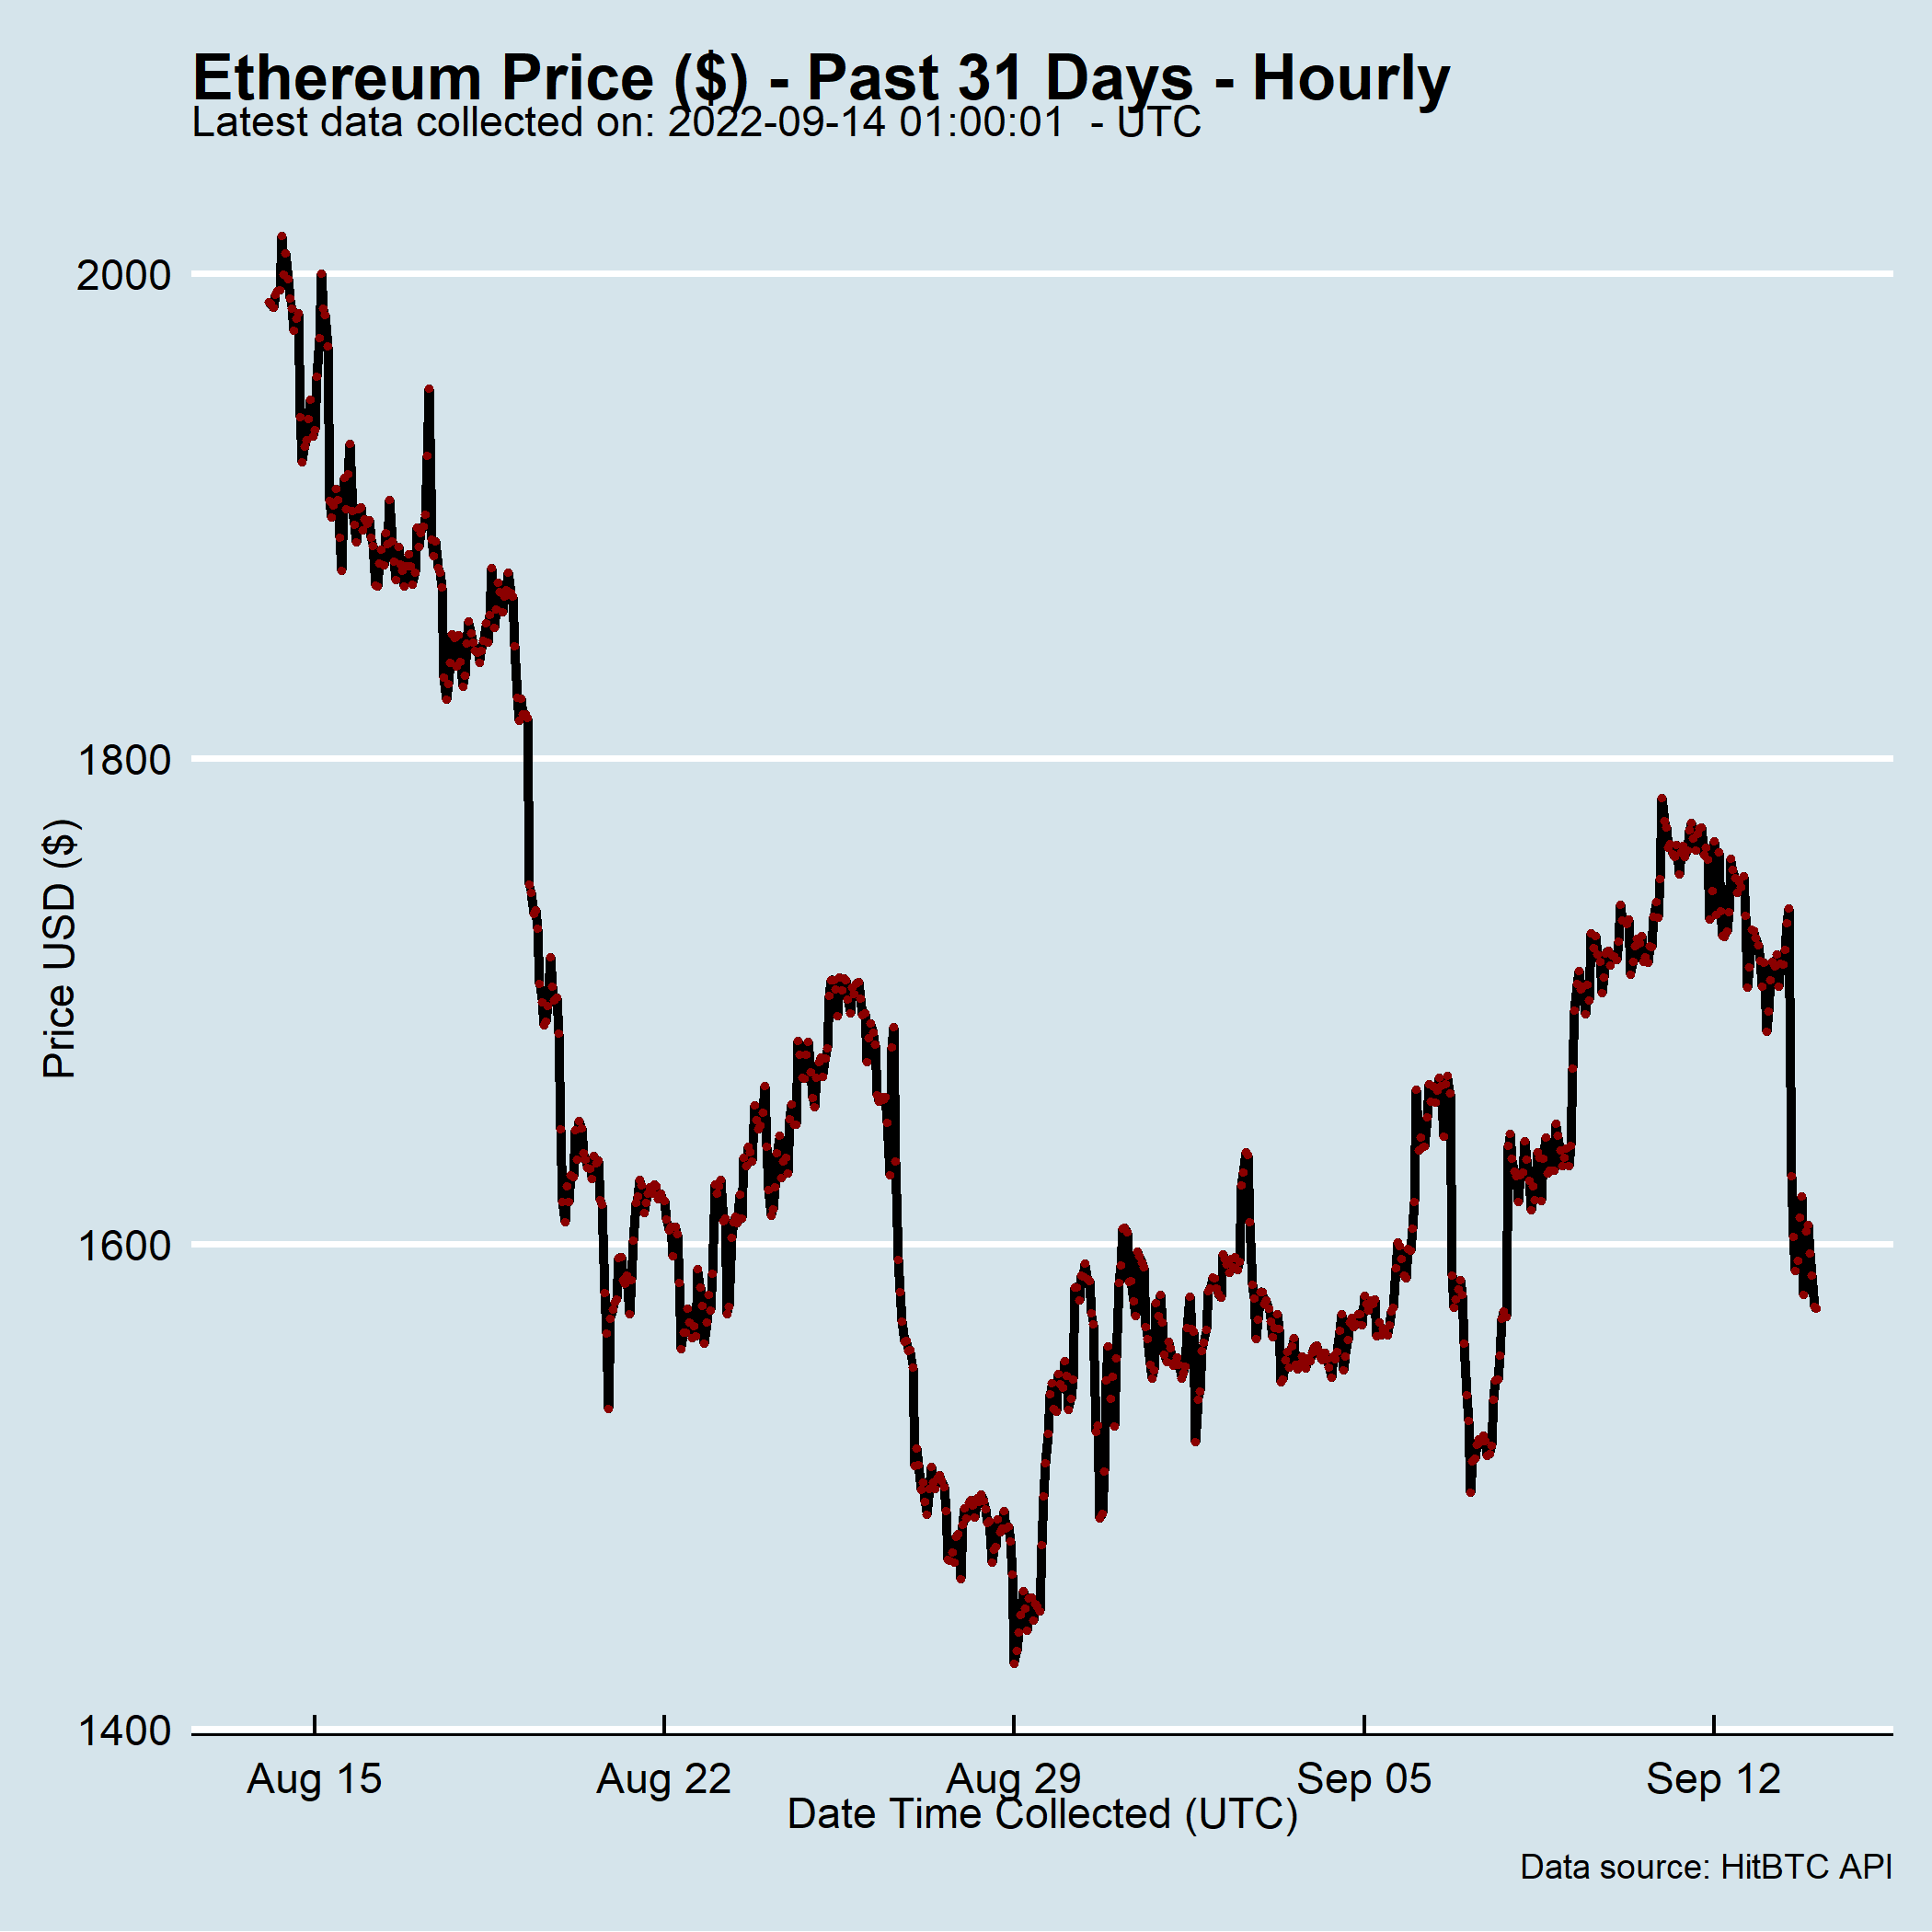 Ethereum Price ($) - Past 31 Days - Hourly
Latest data collected on: 2022-09-14 01:00:01  - UTC
2000
1800
1600
1400
Price USD ($)
Aug 15
Aug 22
Aug 29
Sep 05
Sep 12
Date Time Collected (UTC)
Data source: HitBTC API